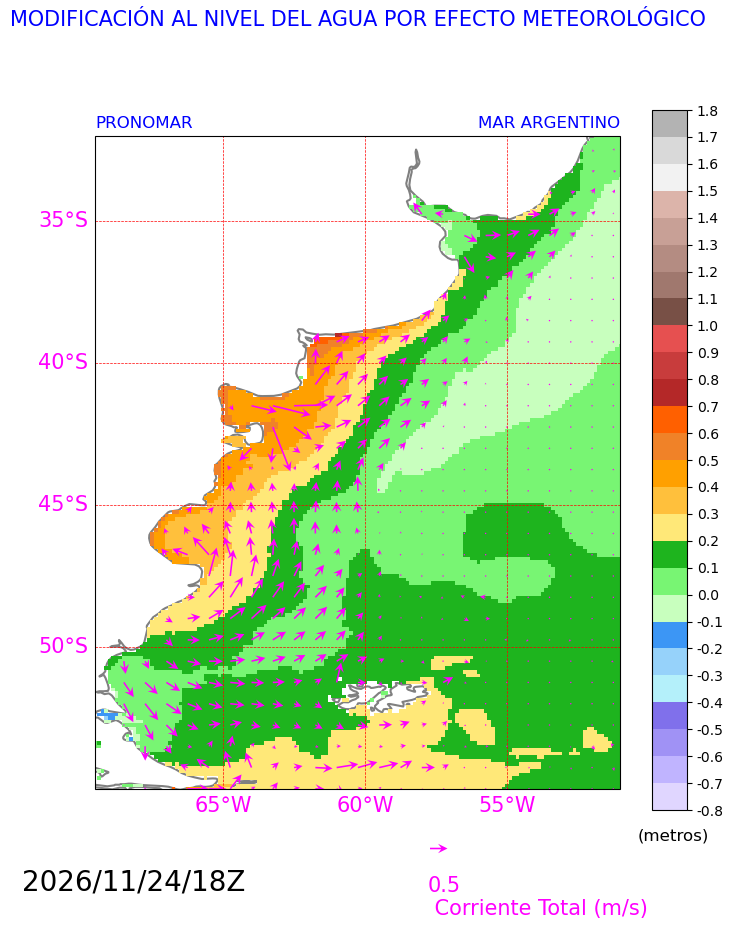 MODIFICACIÓN AL NIVEL DEL AGUA POR EFECTO METEOROLÓGICO
PRONOMAR
MAR ARGENTINO
35°S
40°S
45°S
50°S
65°W
60°W
55°W
1.8
1.7
1.6
1.5
1.4
1.3
1.2
1.1
1.0
0.9
0.8
0.7
0.6
0.5
0.4
0.3
0.2
0.1
0.0
-0.1
-0.2
-0.3
-0.4
-0.5
-0.6
-0.7
-0.8
(metros)
2026/11/24/18Z
0.5
Corriente Total (m/s)